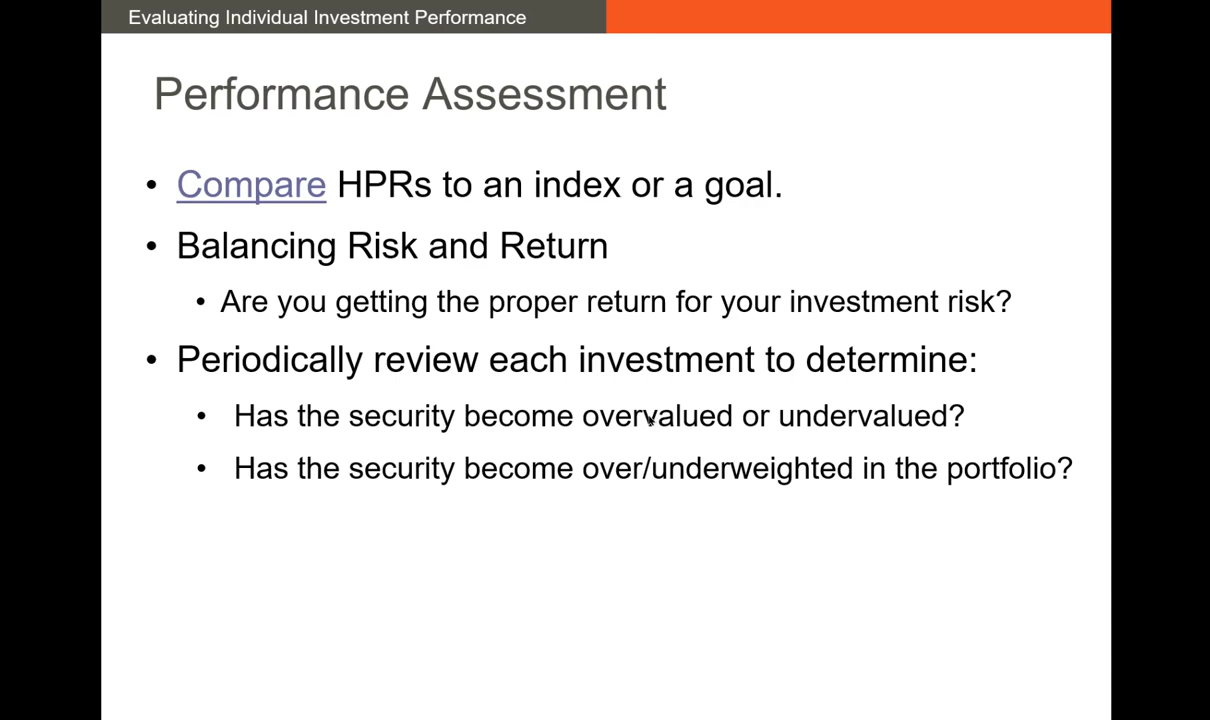 Evaluating Individual Investment Performance
Performance Assessment
• Compare HPRs to an index or a goal.
• Balancing Risk and Return
• Are you getting the proper return for your investment risk?
• Periodically review each investment to determine:
• Has the security become overvalued or undervalued?
• Has the security become over/underweighted in the portfolio?